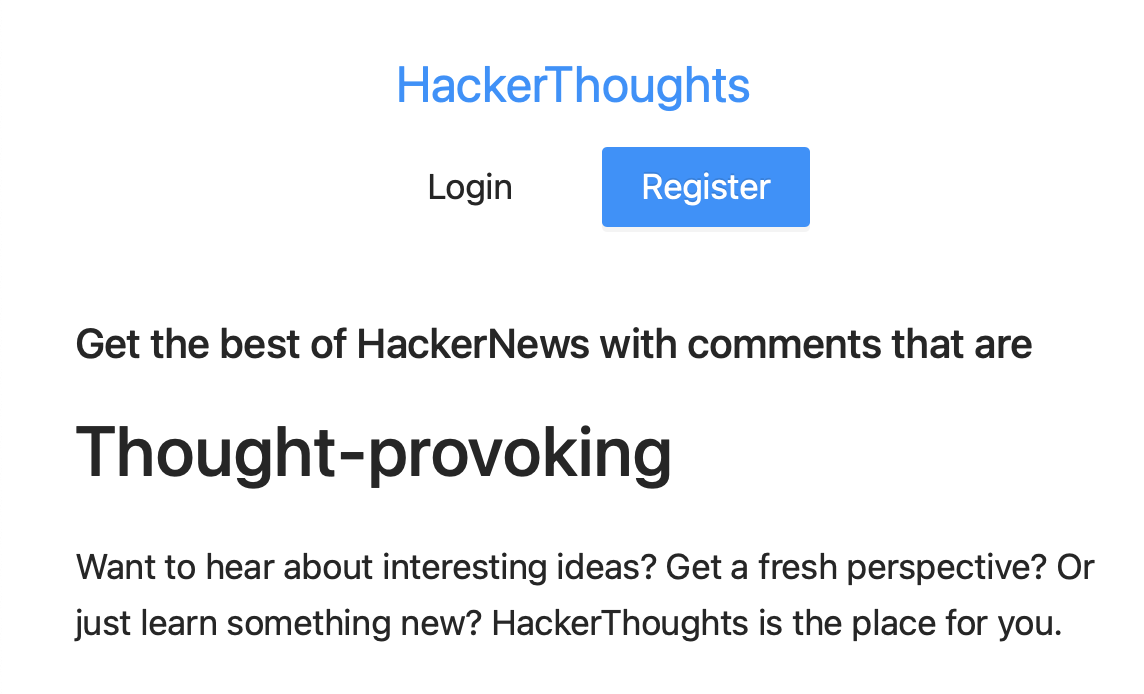 HackerThoughts
Login Register
Get the best of HackerNews with comments that are
Thought-provoking
Want to hear about interesting ideas? Get a fresh perspective? Or
just learn something new? HackerThoughts is the place for you.